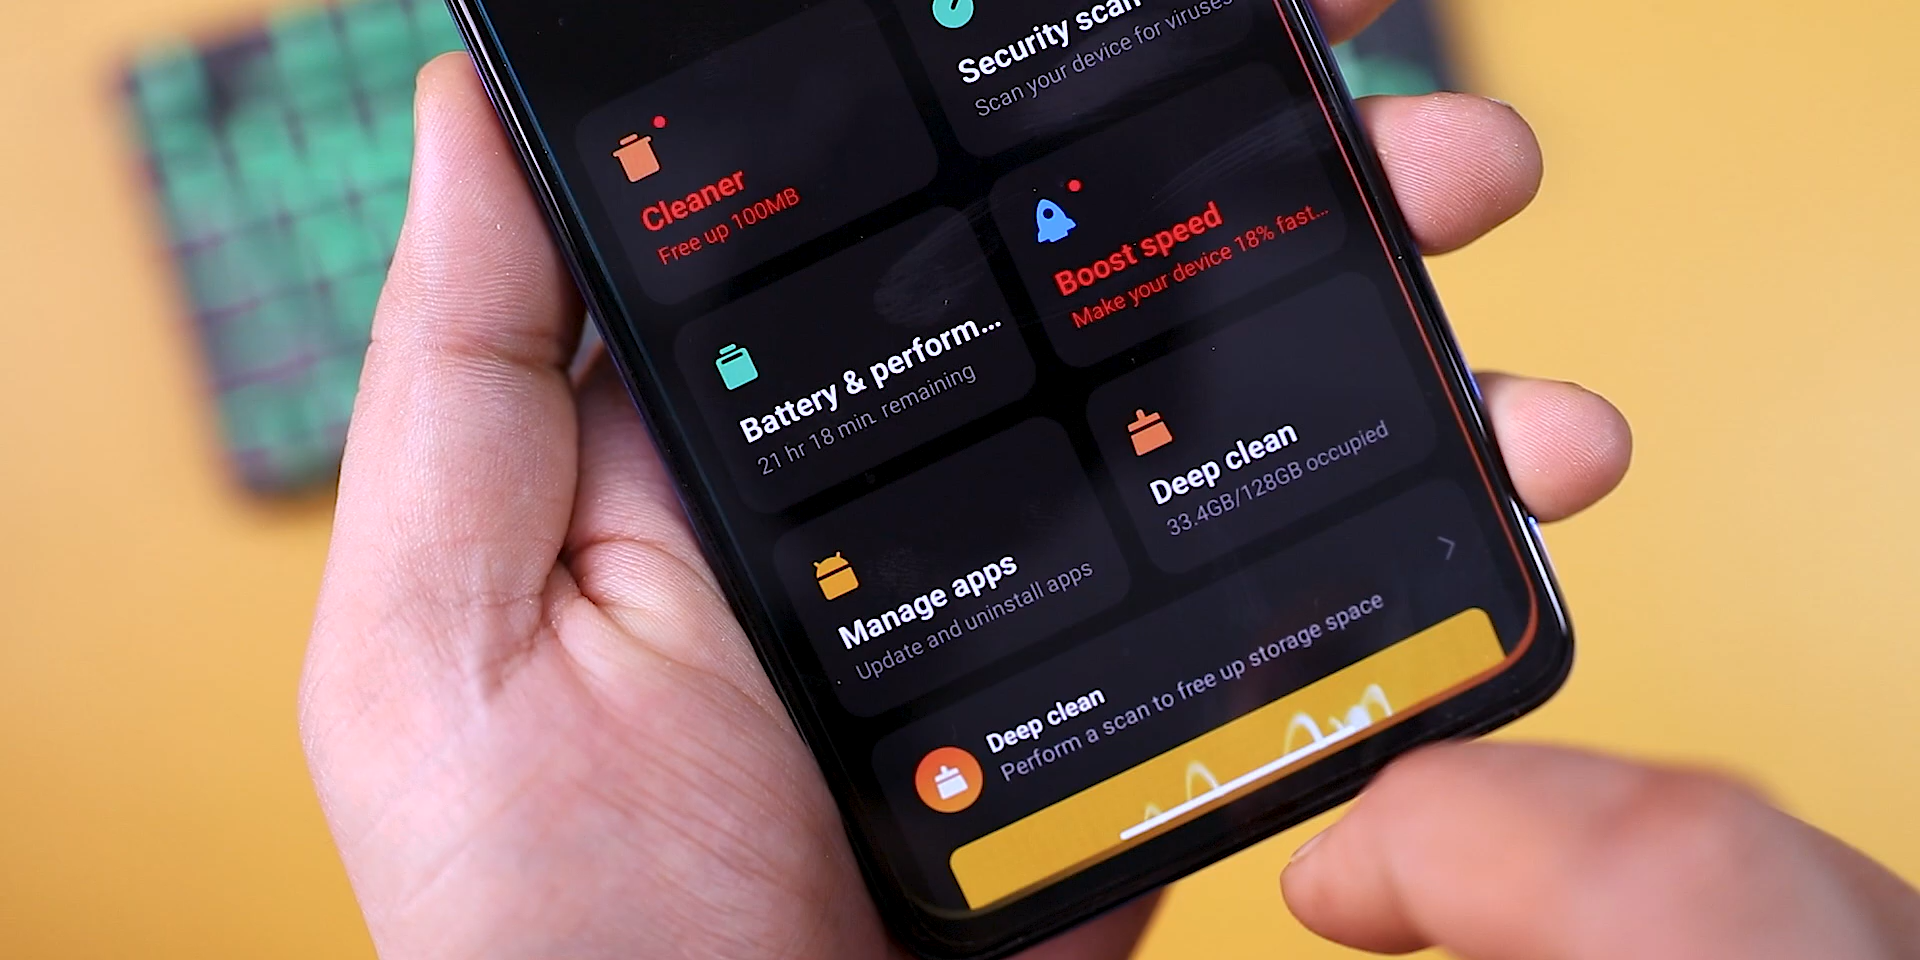 Security scan
Scan your device for viruses
Cleaner
Free up 100MB
Boost speed
Make your device 18% fast...
Battery & perform...
21 hr 18 min. remaining
Deep clean
33.4GB/128GB occupied
Manage apps
Update and uninstall apps
Deep clean
Perform a scan to free up storage space